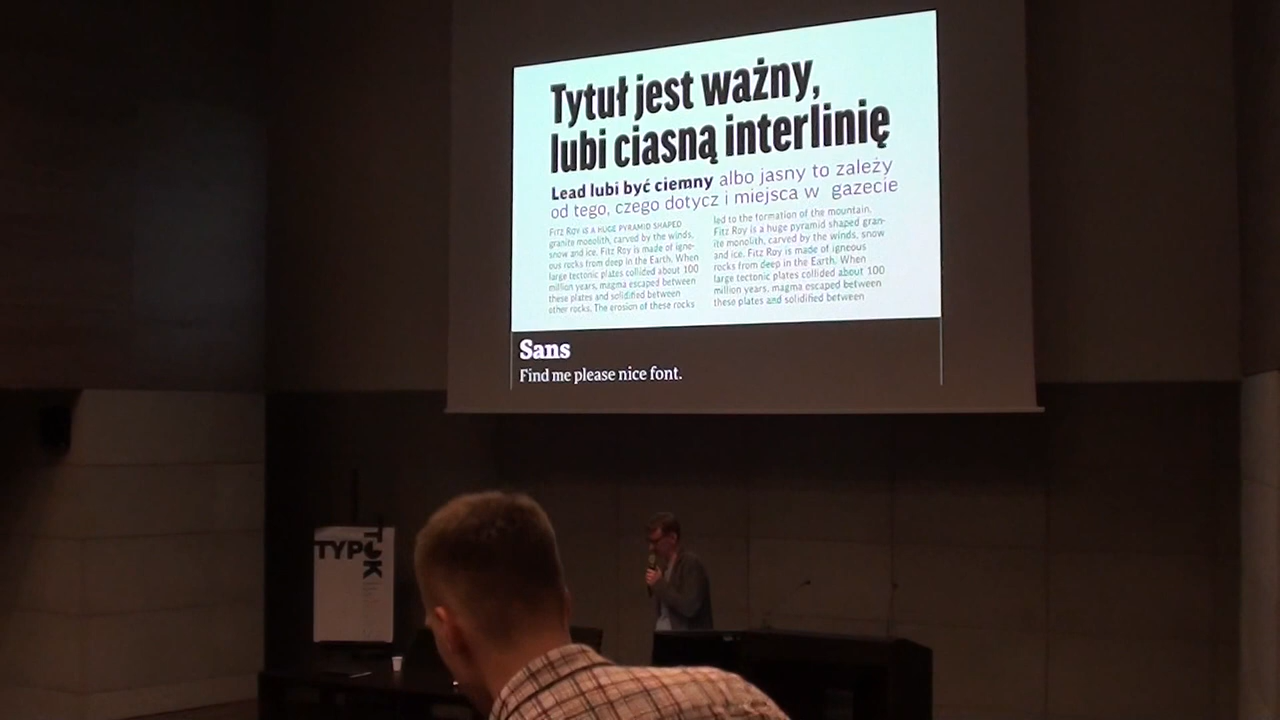 Tytuł jest ważny,
lubi ciasną interlinię
Lead lubi być ciemny albo jasny to zależy
od tego, czego dotycz i miejsca w gazecie
Fitz Roy is a huge pyramid shaped
granite monolith, carved by the winds,
snow and ice. Fitz Roy is made of igne-
ous rocks from deep in the Earth. When
large tectonic plates collided about 100
million years, magma escaped between
these plates and solidified between
other rocks. The erosion of these rocks
led to the formation of the mountain.
Fitz Roy is a huge pyramid shaped gran-
ite monolith, carved by the winds, snow
and ice. Fitz Roy is made of igneous
rocks from deep in the Earth. When
large tectonic plates collided about 100
million years, magma escaped between
these plates and solidified between
Sans
Find me please nice font.
TYPO
TOK